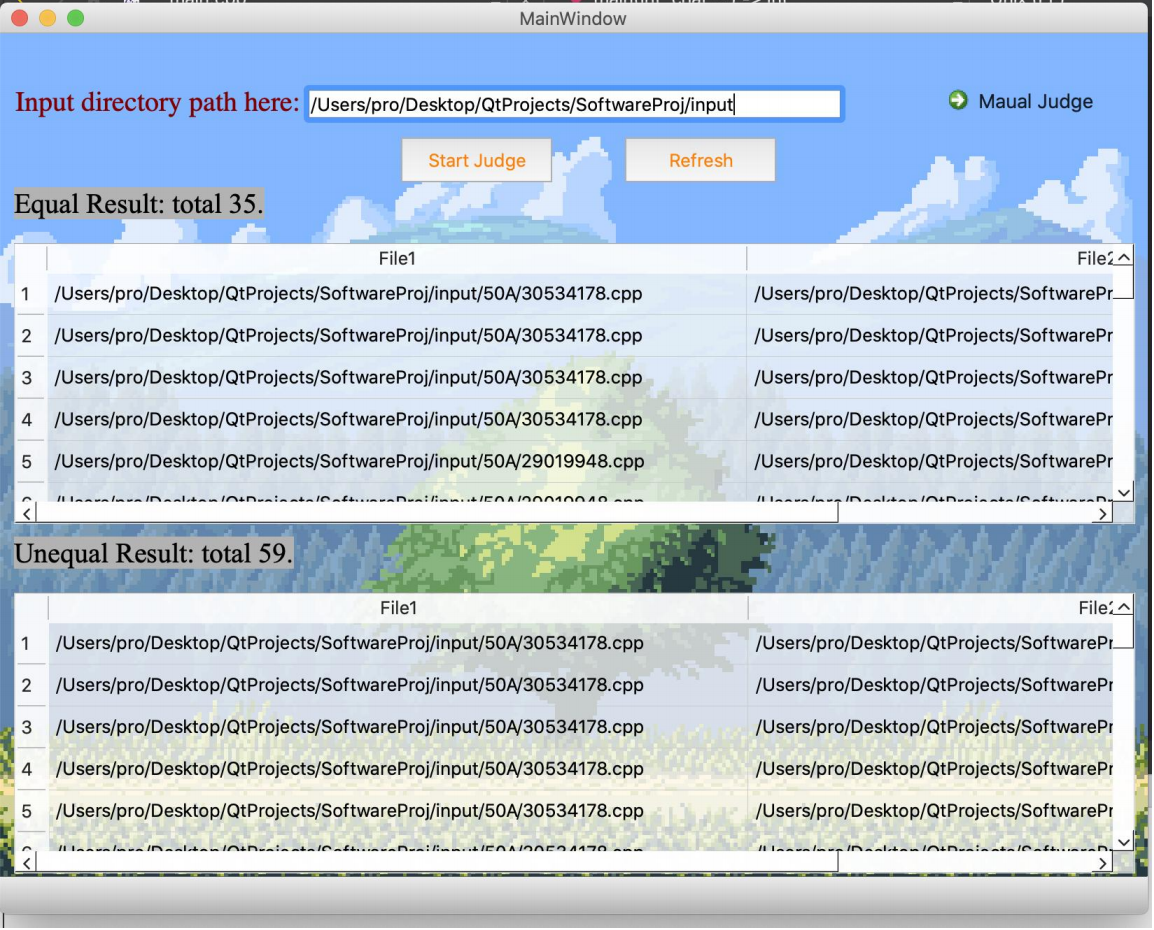 MainWindow
Input directory path here: /Users/pro/Desktop/QtProjects/SoftwareProj/input
Maual Judge
Start Judge Refresh
Equal Result: total 35.
File1 File2
1 /Users/pro/Desktop/QtProjects/SoftwareProj/input/50A/30534178.cpp /Users/pro/Desktop/QtProjects/SoftwarePr
2 /Users/pro/Desktop/QtProjects/SoftwareProj/input/50A/30534178.cpp /Users/pro/Desktop/QtProjects/SoftwarePr
3 /Users/pro/Desktop/QtProjects/SoftwareProj/input/50A/30534178.cpp /Users/pro/Desktop/QtProjects/SoftwarePr
4 /Users/pro/Desktop/QtProjects/SoftwareProj/input/50A/30534178.cpp /Users/pro/Desktop/QtProjects/SoftwarePr
5 /Users/pro/Desktop/QtProjects/SoftwareProj/input/50A/29019948.cpp /Users/pro/Desktop/QtProjects/SoftwarePr
Unequal Result: total 59.
File1 File2
1 /Users/pro/Desktop/QtProjects/SoftwareProj/input/50A/30534178.cpp /Users/pro/Desktop/QtProjects/SoftwarePr
2 /Users/pro/Desktop/QtProjects/SoftwareProj/input/50A/30534178.cpp /Users/pro/Desktop/QtProjects/SoftwarePr
3 /Users/pro/Desktop/QtProjects/SoftwareProj/input/50A/30534178.cpp /Users/pro/Desktop/QtProjects/SoftwarePr
4 /Users/pro/Desktop/QtProjects/SoftwareProj/input/50A/30534178.cpp /Users/pro/Desktop/QtProjects/SoftwarePr
5 /Users/pro/Desktop/QtProjects/SoftwareProj/input/50A/30534178.cpp /Users/pro/Desktop/QtProjects/SoftwarePr